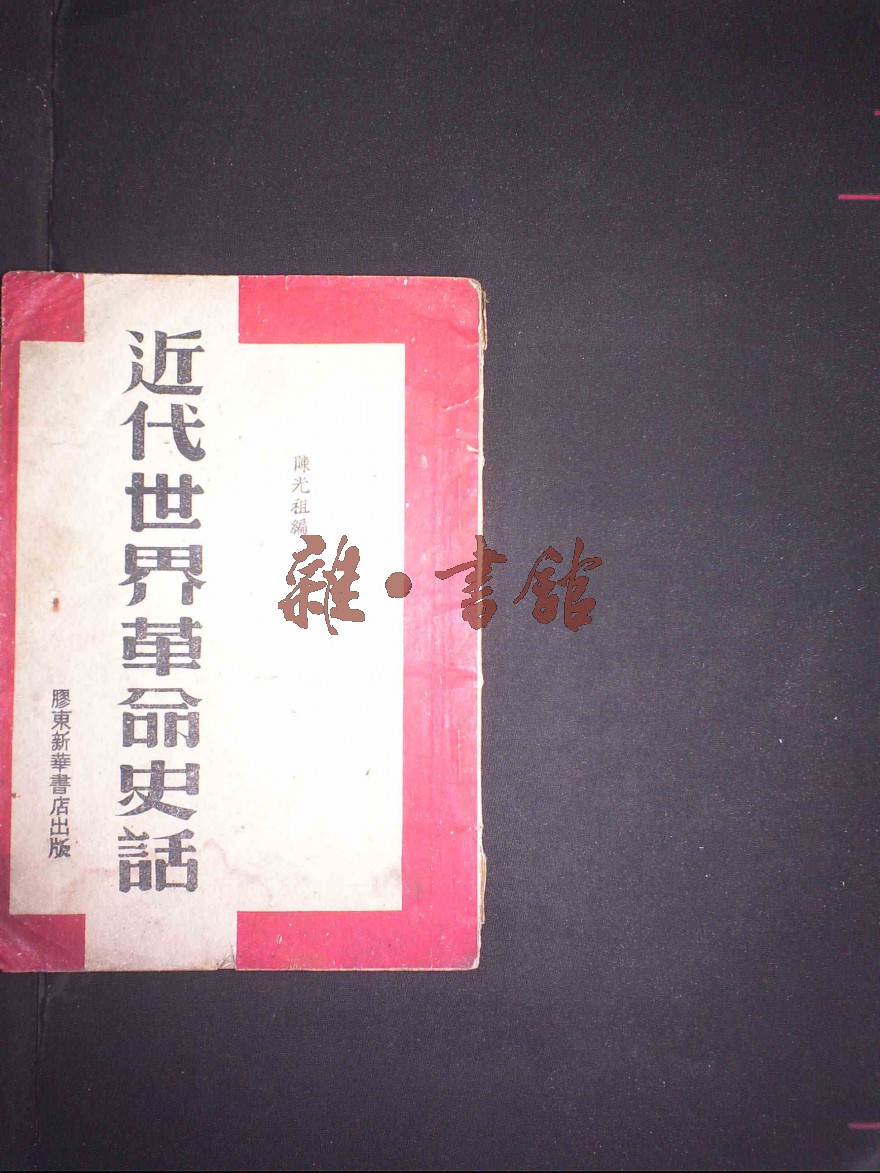 陳光祖編
近代世界革命史話
膠東新華書店出版
雜·書館